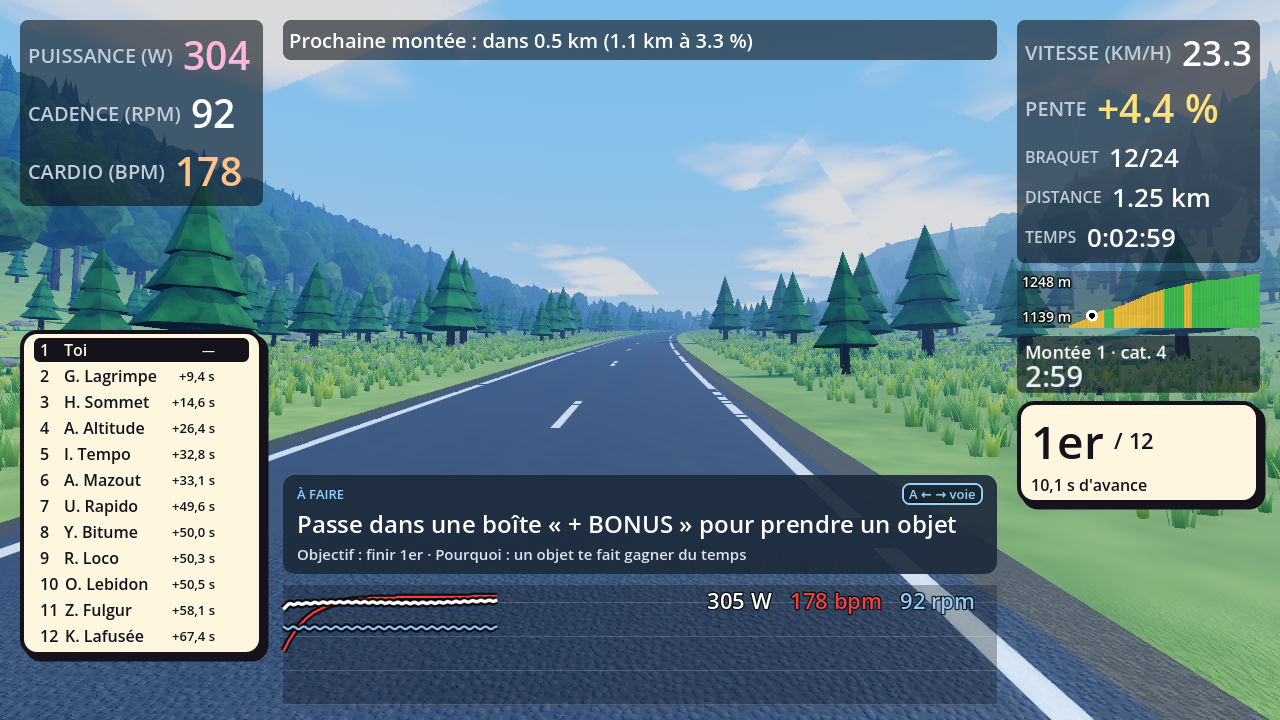 PUISSANCE (W) 304
CADENCE (RPM) 92
CARDIO (BPM) 178
Prochaine montée : dans 0.5 km (1.1 km à 3.3 %)
VITESSE (KM/H) 23.3
PENTE +4.4 %
BRAQUET 12/24
DISTANCE 1.25 km
TEMPS 0:02:59
1248 m
1139 m
Montée 1 · cat. 4
2:59
1er / 12
10,1 s d'avance
1 Toi —
2 G. Lagrimpe +9,4 s
3 H. Sommet +14,6 s
4 A. Altitude +26,4 s
5 I. Tempo +32,8 s
6 A. Mazout +33,1 s
7 U. Rapido +49,6 s
8 Y. Bitume +50,0 s
9 R. Loco +50,3 s
10 O. Lebidon +50,5 s
11 Z. Fulgur +58,1 s
12 K. Lafusée +67,4 s
À FAIRE
A ← → voie
Passe dans une boîte « + BONUS » pour prendre un objet
Objectif : finir 1er · Pourquoi : un objet te fait gagner du temps
305 W 178 bpm 92 rpm